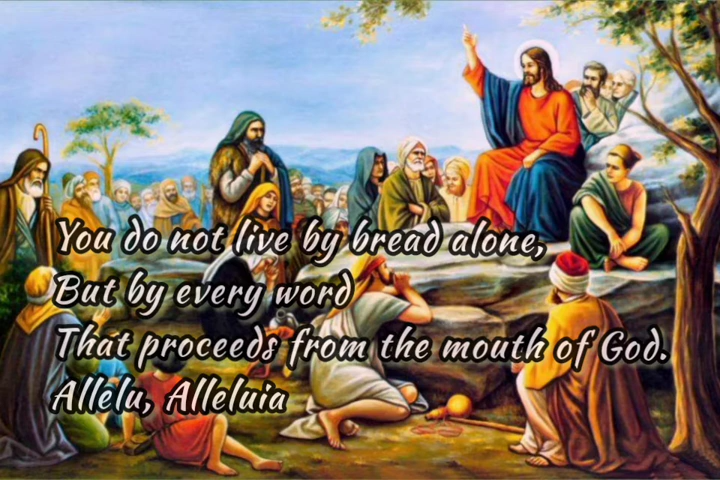 You do not live by bread alone,
But by every word
That proceeds from the mouth of God.
Allelu, Alleluia